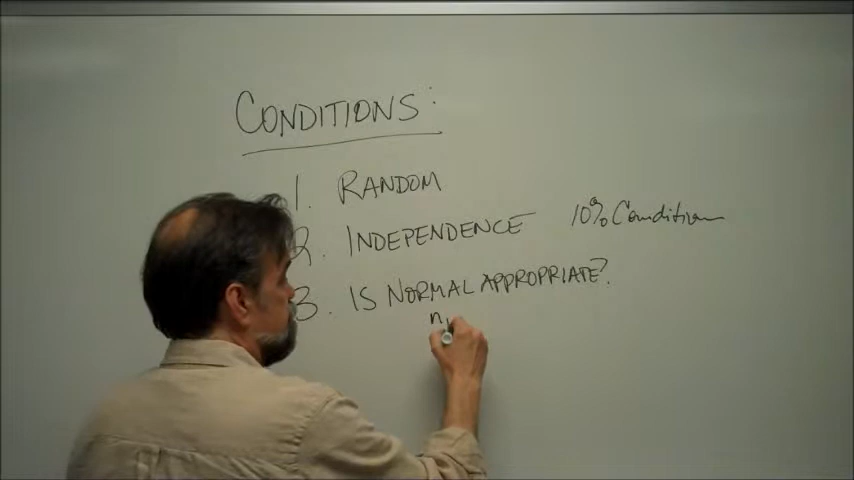 CONDITIONS:
1. RANDOM
2. INDEPENDENCE 10% Condition
3. IS NORMAL APPROPRIATE?
n